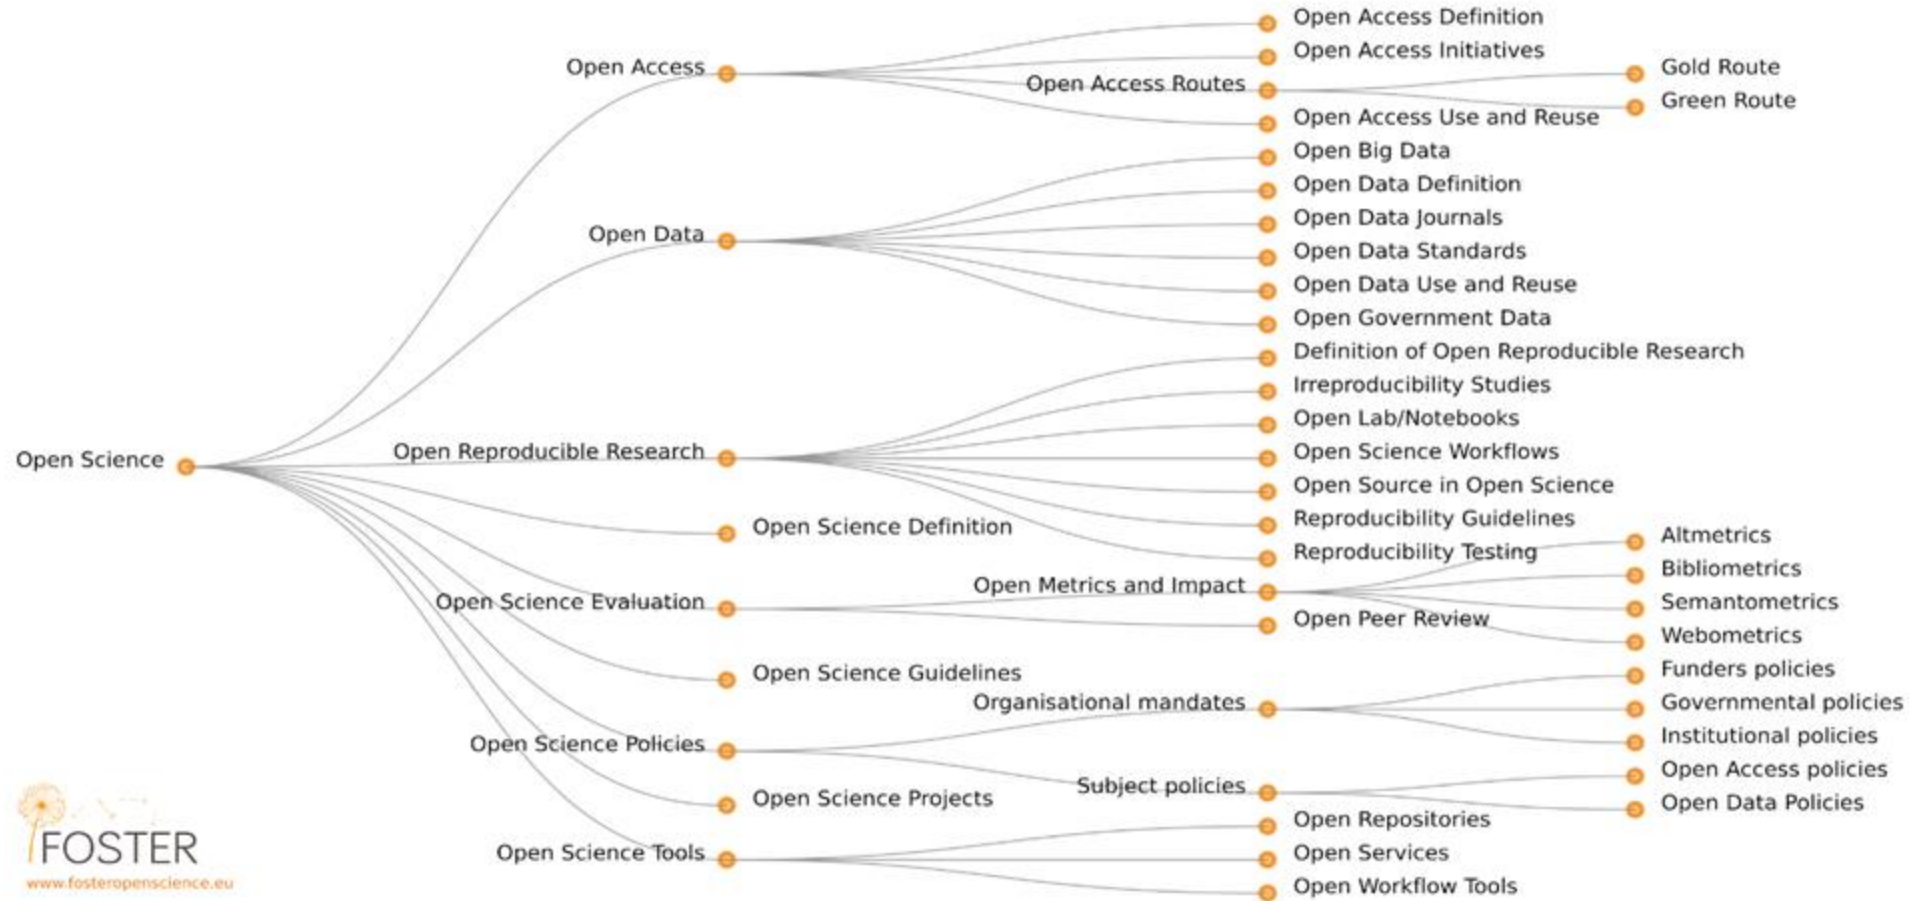 Open Science
Open Access
Open Access Definition
Open Access Initiatives
Open Access Routes
Gold Route
Green Route
Open Access Use and Reuse
Open Data
Open Big Data
Open Data Definition
Open Data Journals
Open Data Standards
Open Data Use and Reuse
Open Government Data
Open Reproducible Research
Definition of Open Reproducible Research
Irreproducibility Studies
Open Lab/Notebooks
Open Science Workflows
Open Source in Open Science
Reproducibility Guidelines
Reproducibility Testing
Open Science Definition
Open Science Evaluation
Open Metrics and Impact
Altmetrics
Bibliometrics
Semantometrics
Webometrics
Open Peer Review
Open Science Guidelines
Open Science Policies
Organisational mandates
Funders policies
Governmental policies
Institutional policies
Subject policies
Open Access policies
Open Data Policies
Open Science Projects
Open Science Tools
Open Repositories
Open Services
Open Workflow Tools
FOSTER
www.fosteropenscience.eu